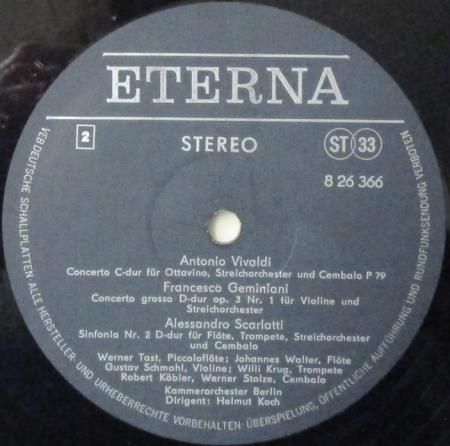 ETERNA
2
STEREO
ST 33
8 26 366
Antonio Vivaldi
Concerto C-dur für Ottavino, Streichorchester und Cembalo P 79
Francesco Geminiani
Concerto grosso D-dur op. 3 Nr. 1 für Violine und
Streichorchester
Alessandro Scarlatti
Sinfonia Nr. 2 D-dur für Flöte, Trompete, Streichorchester
und Cembalo
Werner Tast, Piccoloflöte; Johannes Walter, Flöte
Gustav Schmahl, Violine; Willi Krug, Trompete
Robert Köbler, Werner Stolze, Cembalo
Kammerorchester Berlin
Dirigent: Helmut Koch
VEB DEUTSCHE SCHALLPLATTEN ALLE HERSTELLER- UND URHEBERRECHTE VORBEHALTEN · ÜBERSPIELUNG, ÖFFENTLICHE AUFFÜHRUNG UND RUNDFUNKSENDUNG VERBOTEN